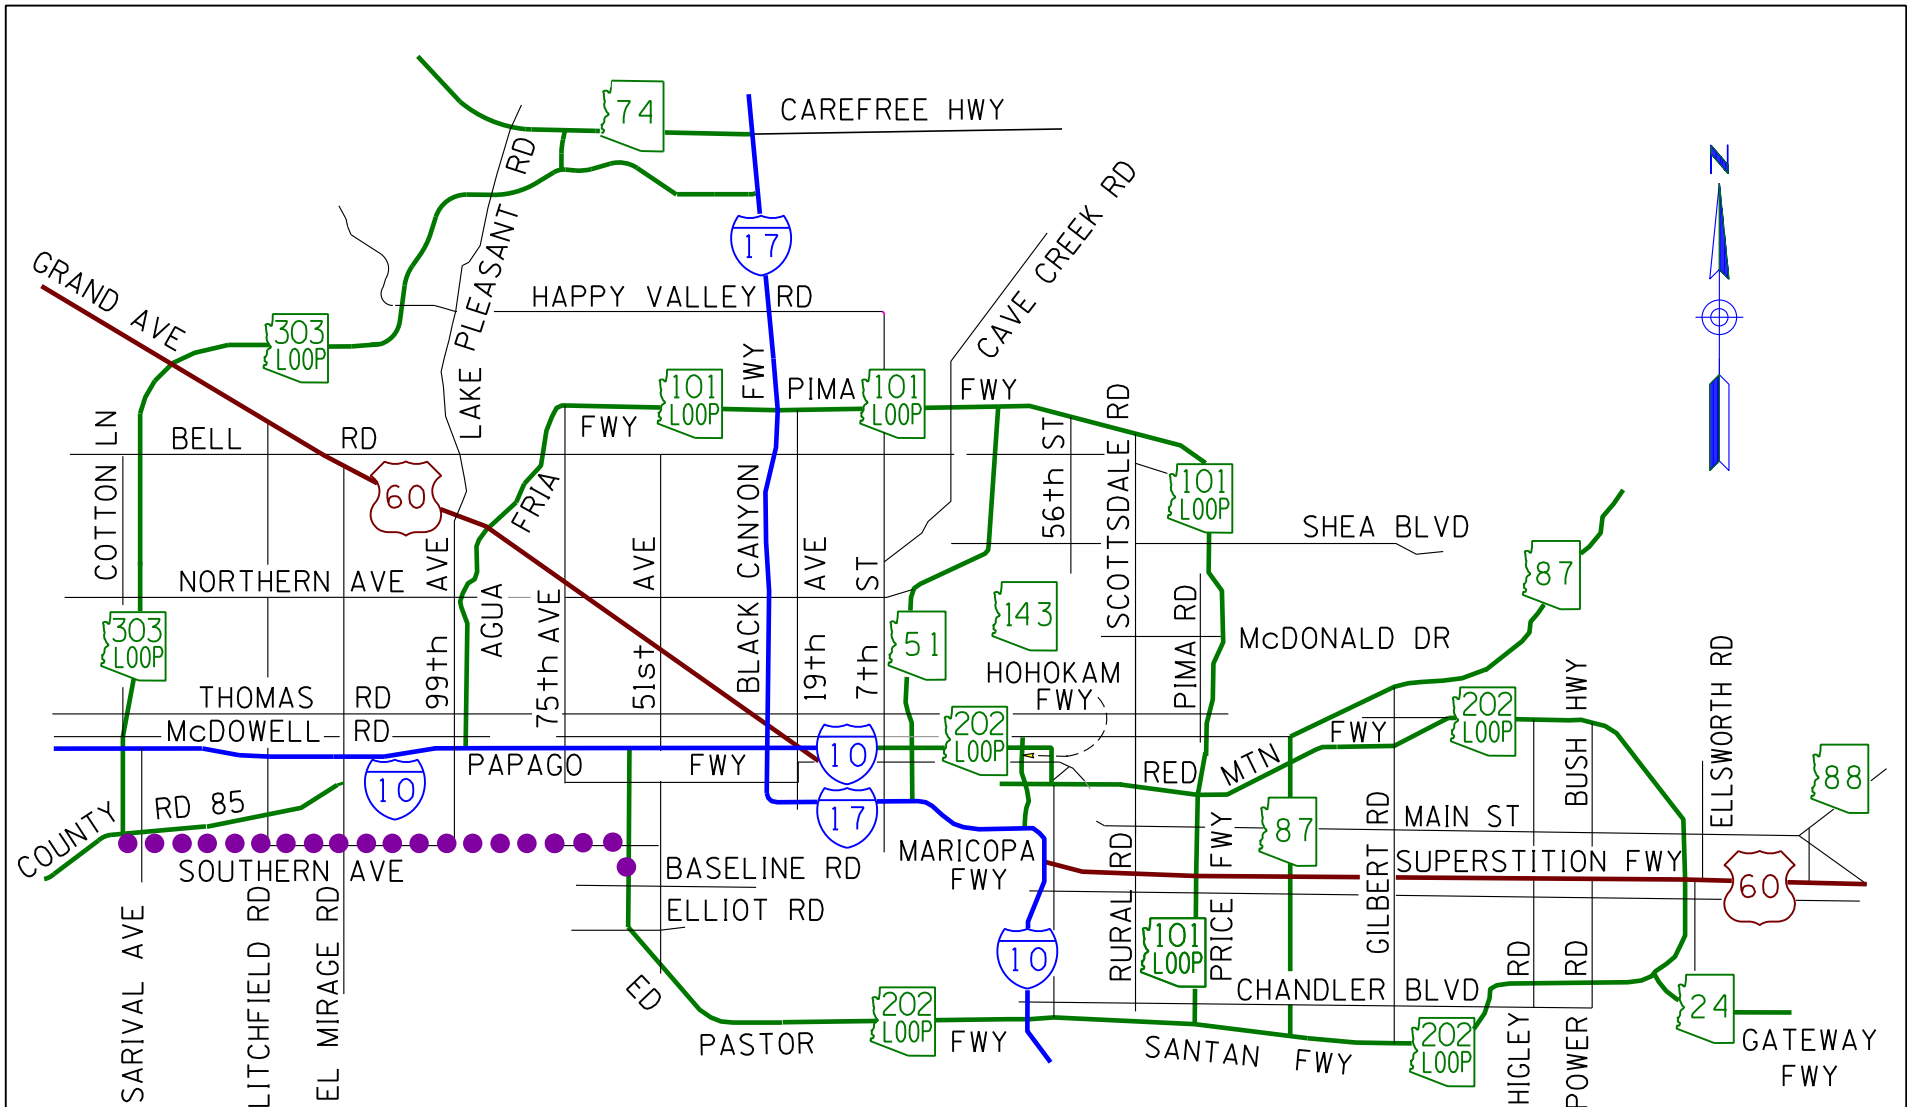 74
CAREFREE HWY
N
LAKE PLEASANT RD
CAVE CREEK RD
17
GRAND AVE
HAPPY VALLEY RD
303
LOOP
101
LOOP
BLACK CANYON FWY
PIMA
101
LOOP
FWY
AGUA FRIA FWY
COTTON LN
BELL RD
60
56th ST
SCOTTSDALE RD
101
LOOP
SHEA BLVD
87
NORTHERN AVE
99th AVE
75th AVE
51st AVE
19th AVE
7th ST
143
51
303
LOOP
HOHOKAM
FWY
PIMA RD
McDONALD DR
THOMAS RD
McDOWELL RD
202
LOOP
202
LOOP
BUSH HWY
ELLSWORTH RD
10
PAPAGO FWY
10
RED MTN FWY
88
COUNTY RD 85
17
87
MAIN ST
SOUTHERN AVE
BASELINE RD
MARICOPA
FWY
SUPERSTITION FWY
60
ELLIOT RD
RURAL RD
PRICE FWY
GILBERT RD
10
101
LOOP
SARIVAL AVE
LITCHFIELD RD
EL MIRAGE RD
ED PASTOR FWY
202
LOOP
CHANDLER BLVD
HIGLEY RD
POWER RD
24
SANTAN FWY
202
LOOP
GATEWAY
FWY